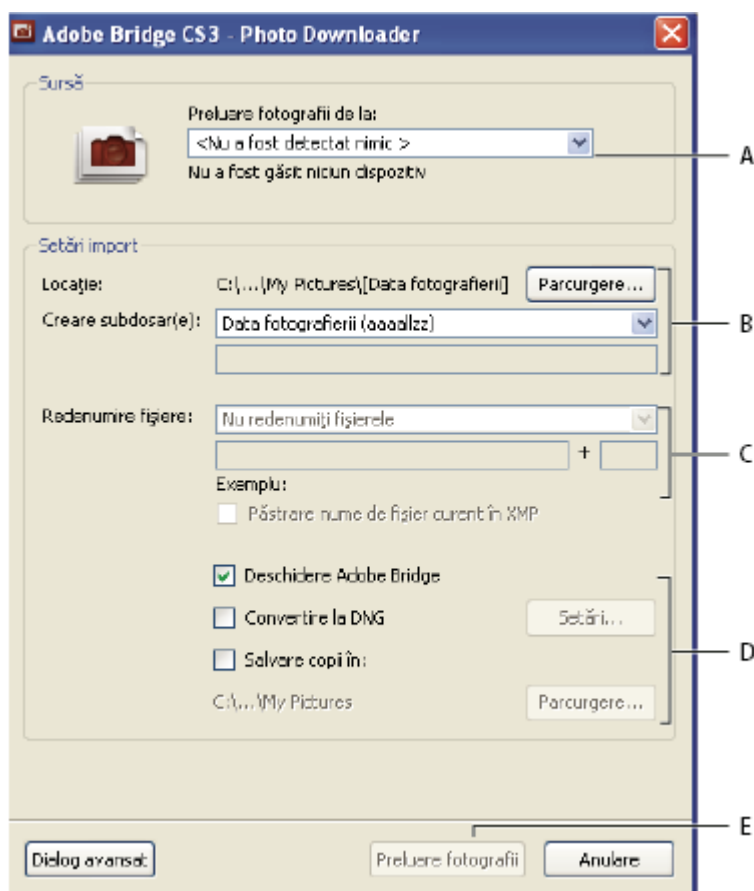 Adobe Bridge CS3 - Photo Downloader
Sursă
Preluare fotografii de la:
<Nu a fost detectat nimic >
A
Nu a fost găsit niciun dispozitiv
Setări import
Locație: C:\...\My Pictures\[Data fotografierii] Parcurgere...
Creare subdosar(e): Data fotografierii (aaaallzz)
B
Redenumire fişiere: Nu redenumiţi fişierele
+
C
Exemplu:
Păstrare nume de fişier curent în XMP
Deschidere Adobe Bridge
Convertire la DNG Setări...
Salvare copii în:
D
C:\...\My Pictures Parcurgere...
E
Dialog avansat Preluare fotografii Anulare